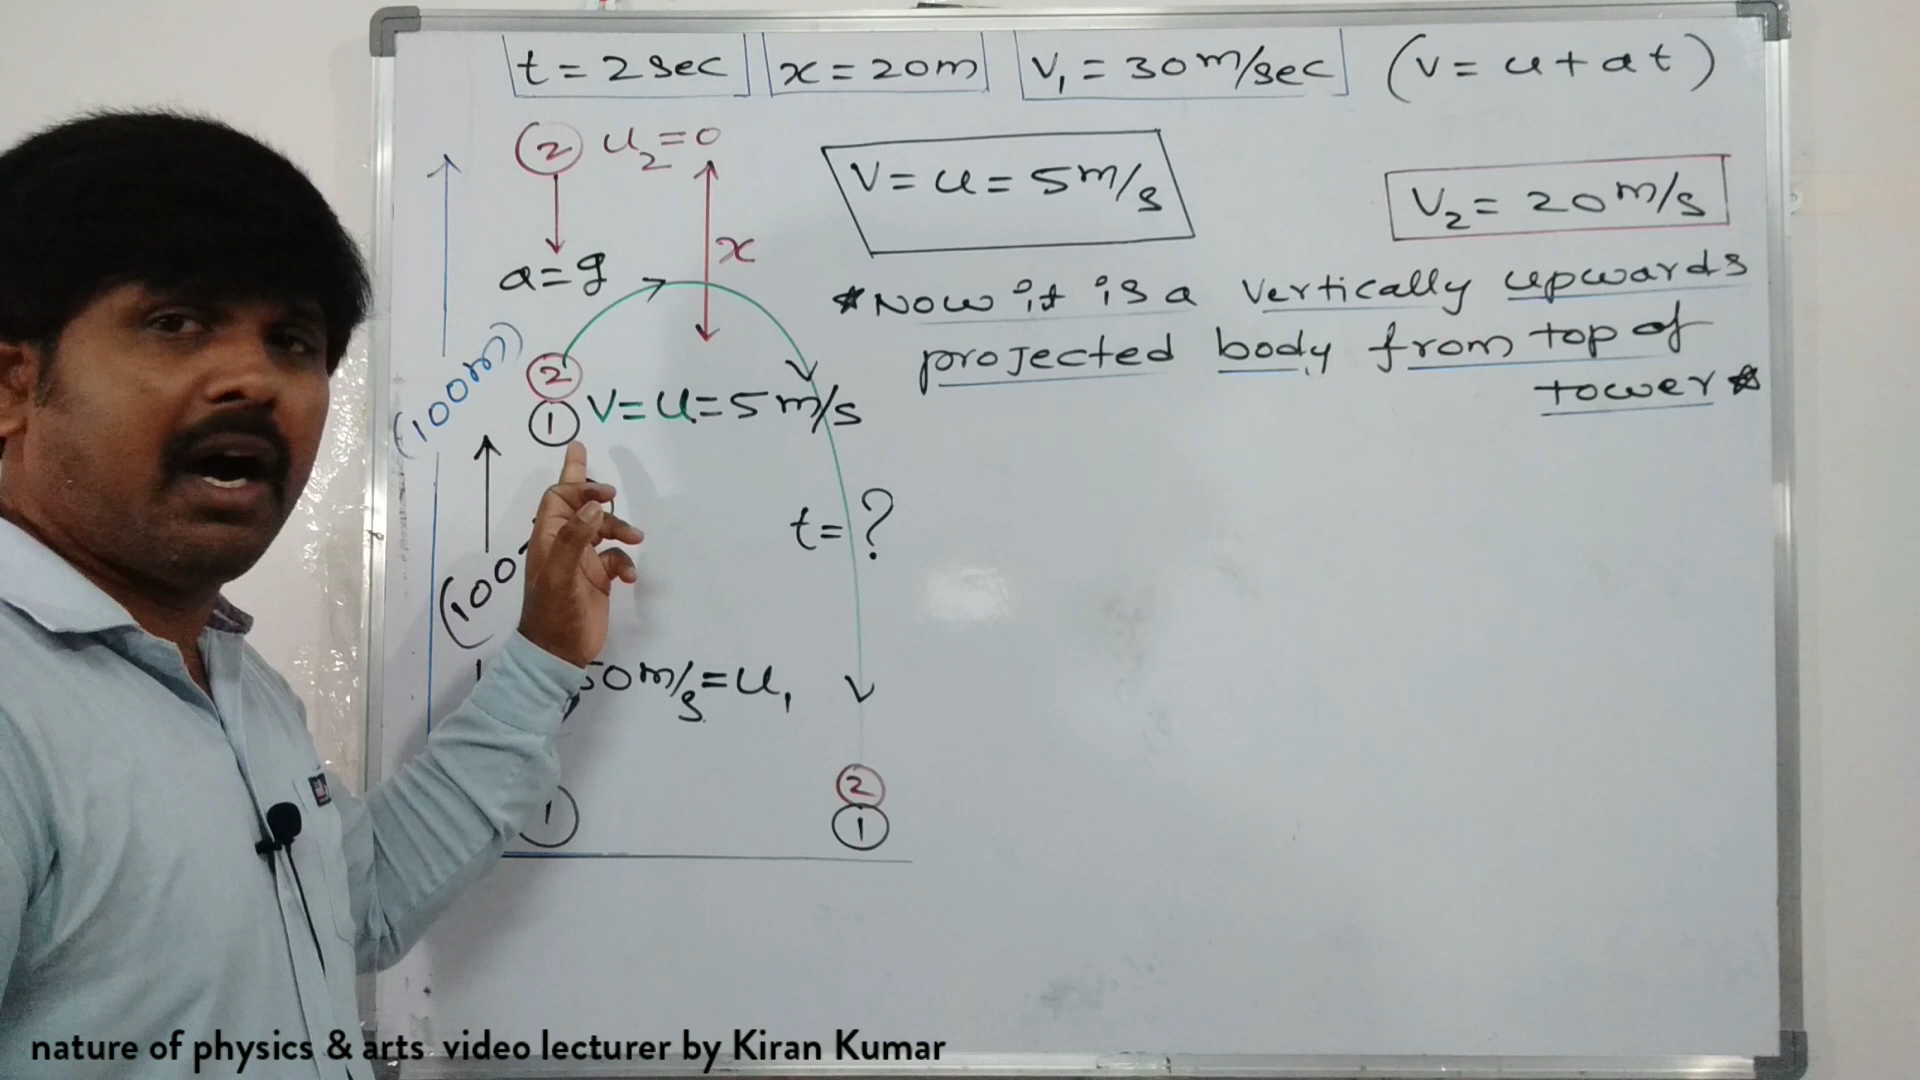 t = 2 sec x = 20m V₁ = 30 m/sec (v = u + at)
2 u₂ = 0
V = u = 5 m/s
V₂ = 20 m/s
x
a = g
*Now it is a vertically upwards
projected body from top of
tower*
(100m)
2
1 V = U = 5 m/s
t = ?
(100
50 m/s = u₁
2
1 1
nature of physics & arts video lecturer by Kiran Kumar